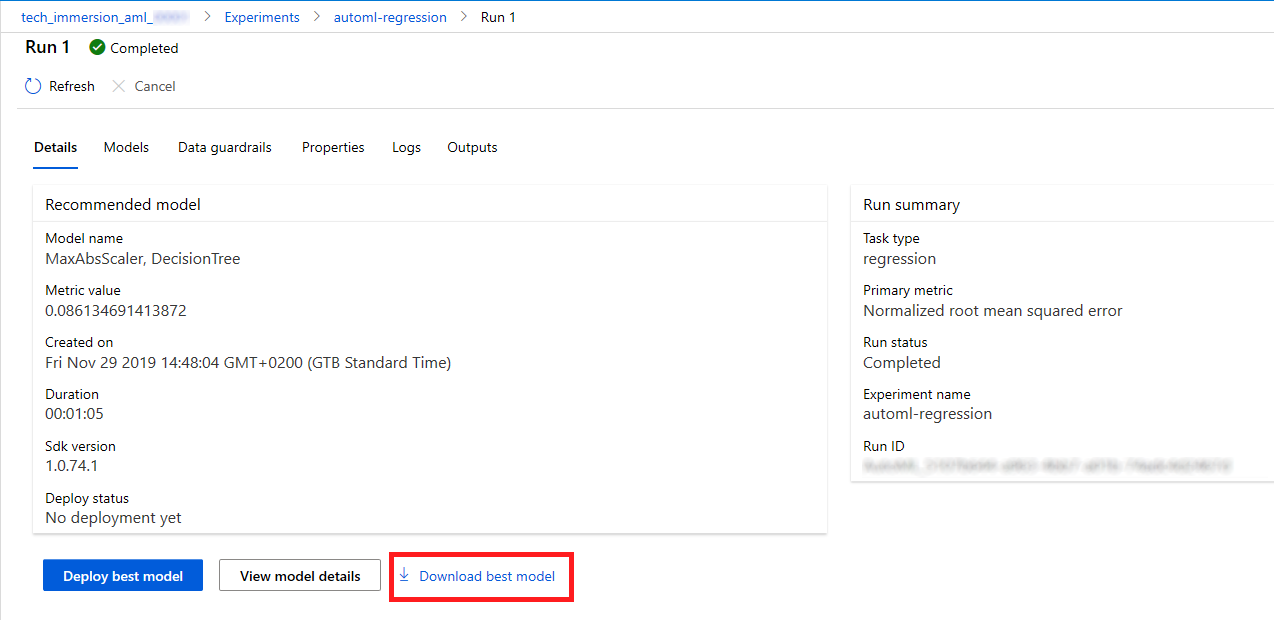 tech_immersion_aml_ > Experiments > automl-regression > Run 1
Run 1 Completed
Refresh Cancel
Details Models Data guardrails Properties Logs Outputs
Recommended model
Model name
MaxAbsScaler, DecisionTree
Metric value
0.086134691413872
Created on
Fri Nov 29 2019 14:48:04 GMT+0200 (GTB Standard Time)
Duration
00:01:05
Sdk version
1.0.74.1
Deploy status
No deployment yet
Run summary
Task type
regression
Primary metric
Normalized root mean squared error
Run status
Completed
Experiment name
automl-regression
Run ID
Deploy best model View model details Download best model